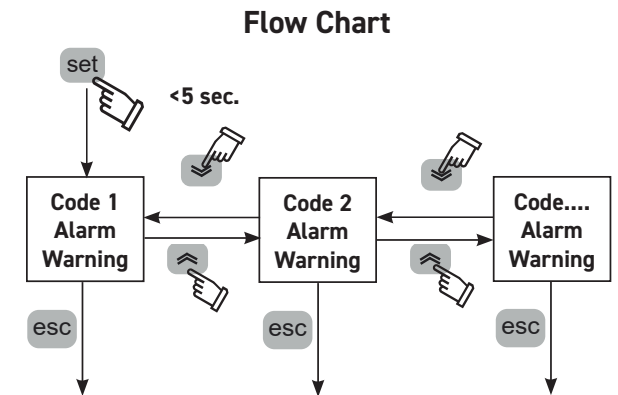 Flow Chart
set
<5 sec.
Code 1
Alarm
Warning
Code 2
Alarm
Warning
Code....
Alarm
Warning
esc
esc
esc